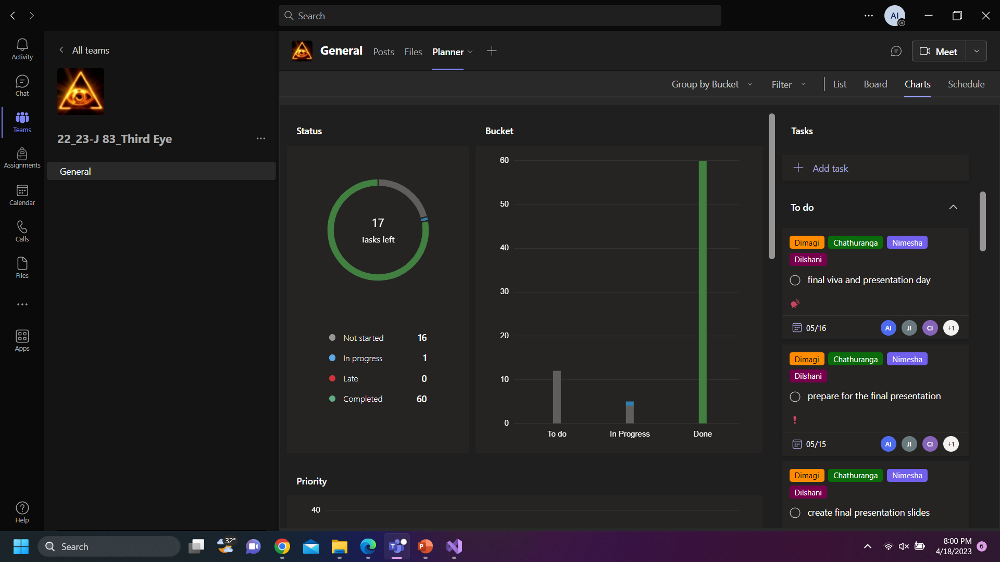 Search
AI
Activity
Chat
Teams
Assignments
Calendar
Calls
Files
Apps
Help
All teams
22_23-J 83_Third Eye
General
General Posts Files Planner
Meet
Group by Bucket Filter List Board Charts Schedule
Status
17
Tasks left
Not started 16
In progress 1
Late 0
Completed 60
Bucket
60
50
40
30
20
10
0
To do In Progress Done
Priority
40
Tasks
Add task
To do
Dimagi Chathuranga Nimesha
Dilshani
final viva and presentation day
05/16 AI JI CI +1
Dimagi Chathuranga Nimesha
Dilshani
prepare for the final presentation
05/15 AI JI CI +1
Dimagi Chathuranga Nimesha
Dilshani
create final presentation slides
Search
32°
8:00 PM
4/18/2023
6